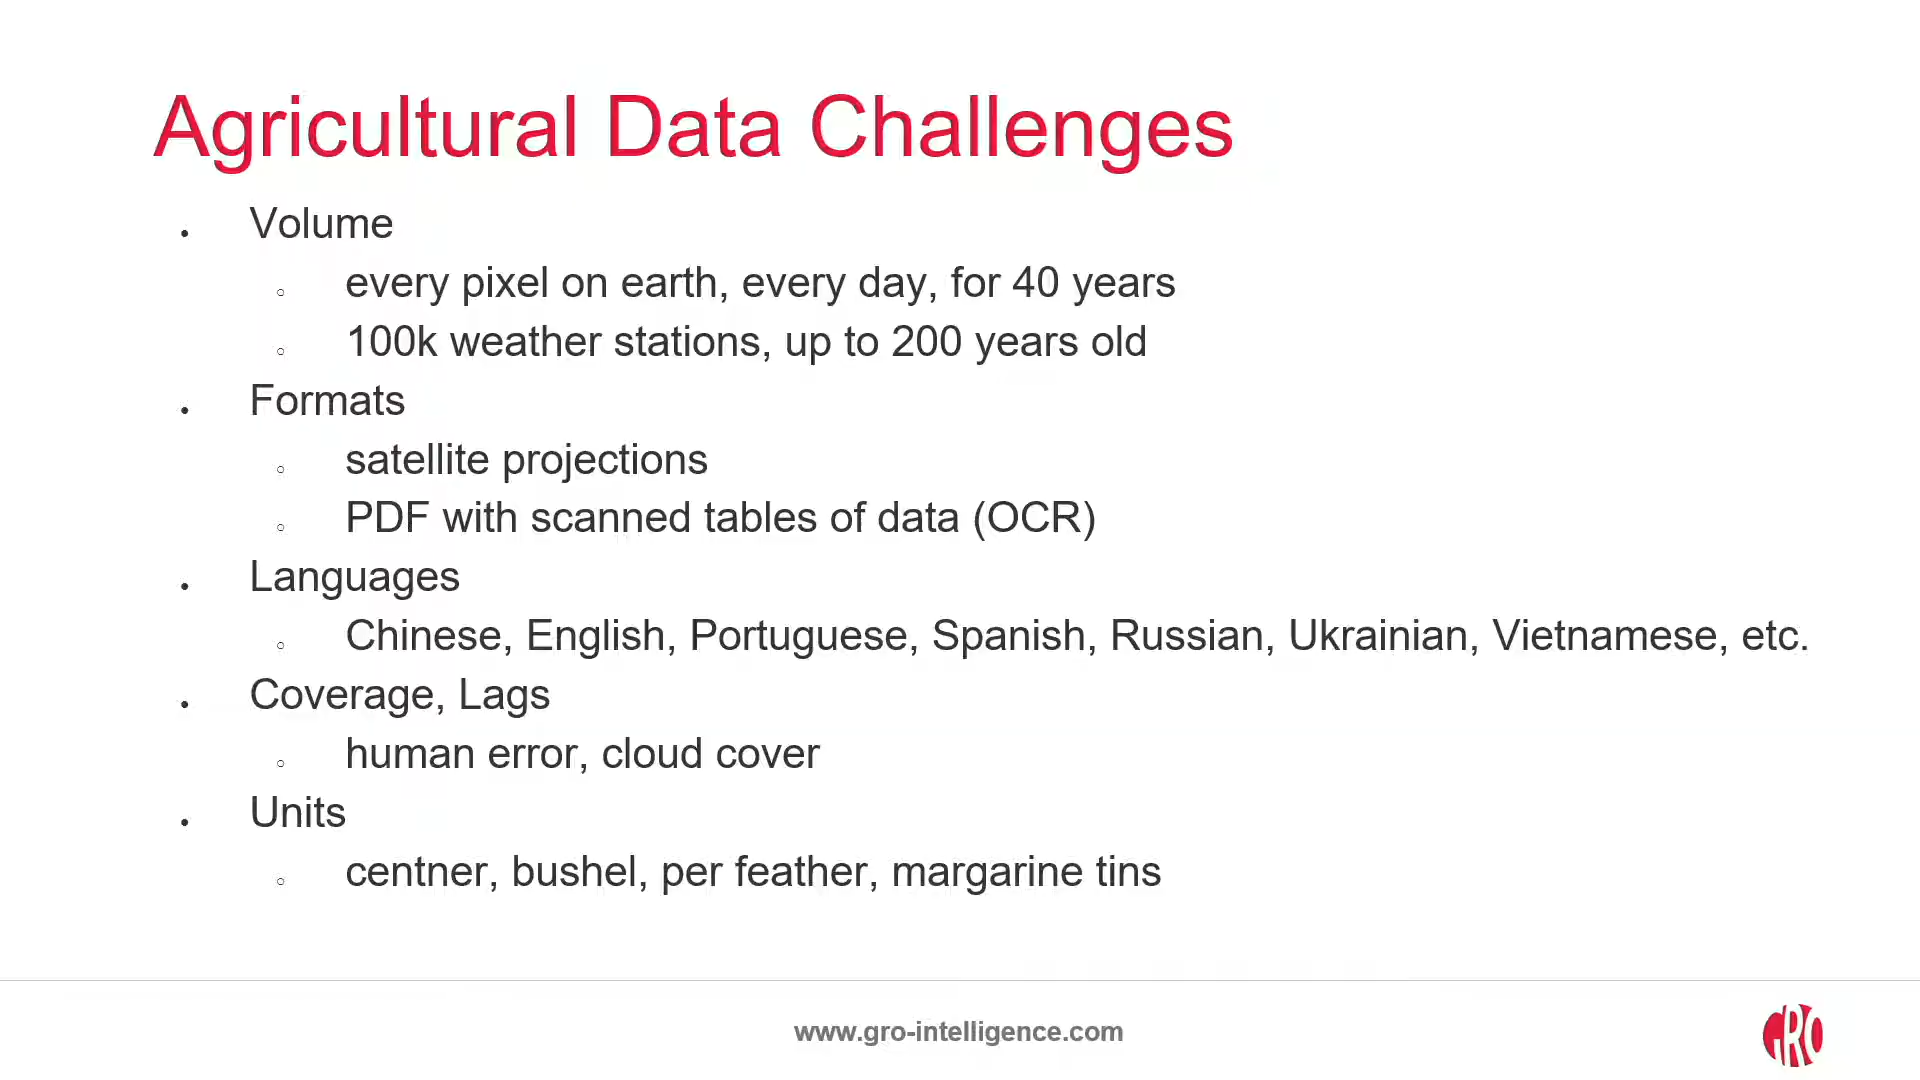 Agricultural Data Challenges
Volume
every pixel on earth, every day, for 40 years
100k weather stations, up to 200 years old
Formats
satellite projections
PDF with scanned tables of data (OCR)
Languages
Chinese, English, Portuguese, Spanish, Russian, Ukrainian, Vietnamese, etc.
Coverage, Lags
human error, cloud cover
Units
centner, bushel, per feather, margarine tins
www.gro-intelligence.com
GRO